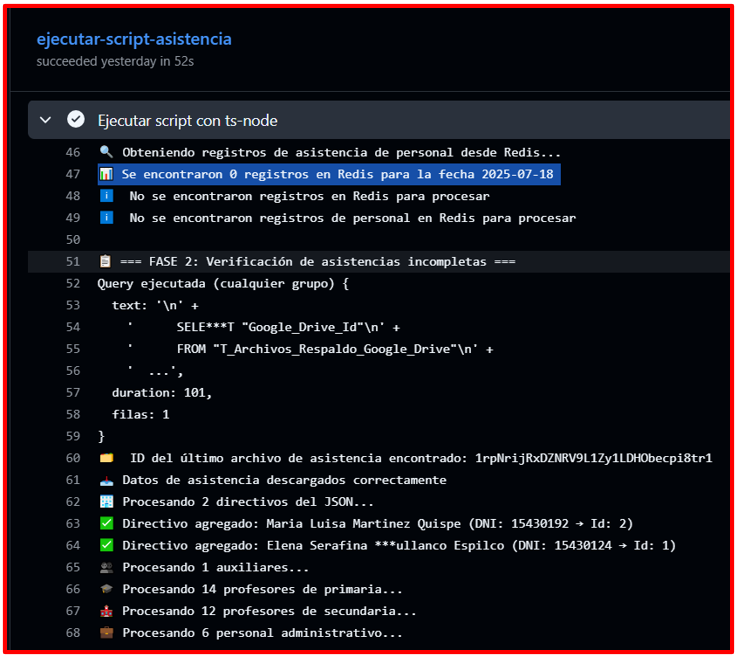 ejecutar-script-asistencia
succeeded yesterday in 52s
Ejecutar script con ts-node
46 🔍 Obteniendo registros de asistencia de personal desde Redis...
47 📊 Se encontraron 0 registros en Redis para la fecha 2025-07-18
48 ℹ️ No se encontraron registros en Redis para procesar
49 ℹ️ No se encontraron registros de personal en Redis para procesar
50
51 📋 === FASE 2: Verificación de asistencias incompletas ===
52 Query ejecutada (cualquier grupo) {
53 text: '\n' +
54 ' SELE***T "Google_Drive_Id"\n' +
55 ' FROM "T_Archivos_Respaldo_Google_Drive"\n' +
56 ' ...',
57 duration: 101,
58 filas: 1
59 }
60 📁 ID del último archivo de asistencia encontrado: 1rpNrijRxDZNRV9L1Zy1LDHObecpi8tr1
61 📥 Datos de asistencia descargados correctamente
62 🔢 Procesando 2 directivos del JSON...
63 ✅ Directivo agregado: Maria Luisa Martinez Quispe (DNI: 15430192 → Id: 2)
64 ✅ Directivo agregado: Elena Serafina ***ullanco Espilco (DNI: 15430124 → Id: 1)
65 👥 Procesando 1 auxiliares...
66 🎓 Procesando 14 profesores de primaria...
67 🏫 Procesando 12 profesores de secundaria...
68 💼 Procesando 6 personal administrativo...